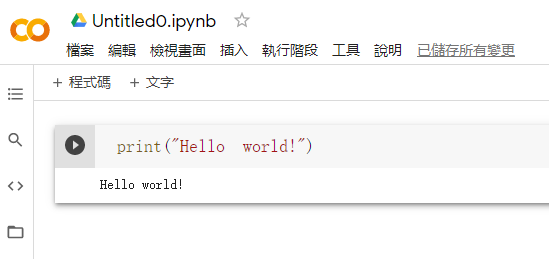 Untitled0.ipynb
檔案 編輯 檢視畫面 插入 執行階段 工具 說明 已儲存所有變更
+ 程式碼 + 文字
print("Hello  world!")
Hello world!